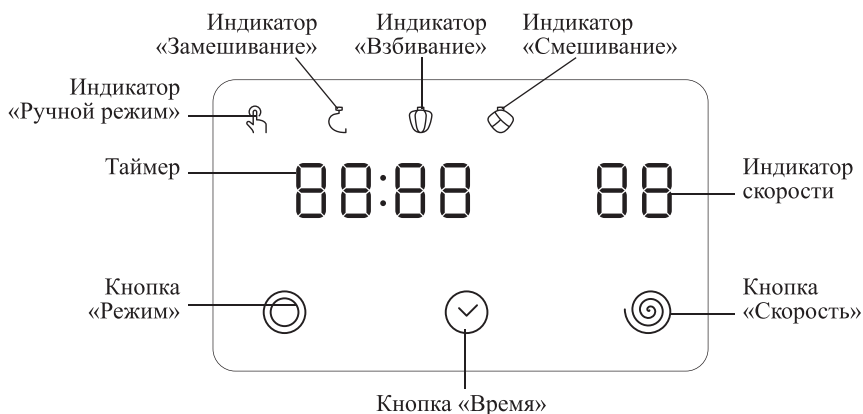 Индикатор
«Замешивание»
Индикатор
«Взбивание»
Индикатор
«Смешивание»
Индикатор
«Ручной режим»
Таймер
88:88
88
Индикатор
скорости
Кнопка
«Режим»
Кнопка
«Скорость»
Кнопка «Время»